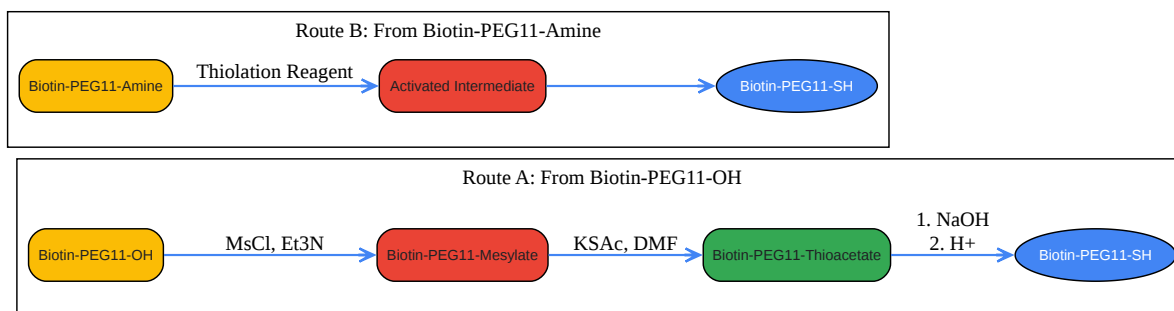 Route B: From Biotin-PEG11-Amine
Biotin-PEG11-Amine
Thiolation Reagent
Activated Intermediate
Biotin-PEG11-SH
Route A: From Biotin-PEG11-OH
Biotin-PEG11-OH
MsCl, Et3N
Biotin-PEG11-Mesylate
KSAc, DMF
Biotin-PEG11-Thioacetate
1. NaOH
2. H+
Biotin-PEG11-SH